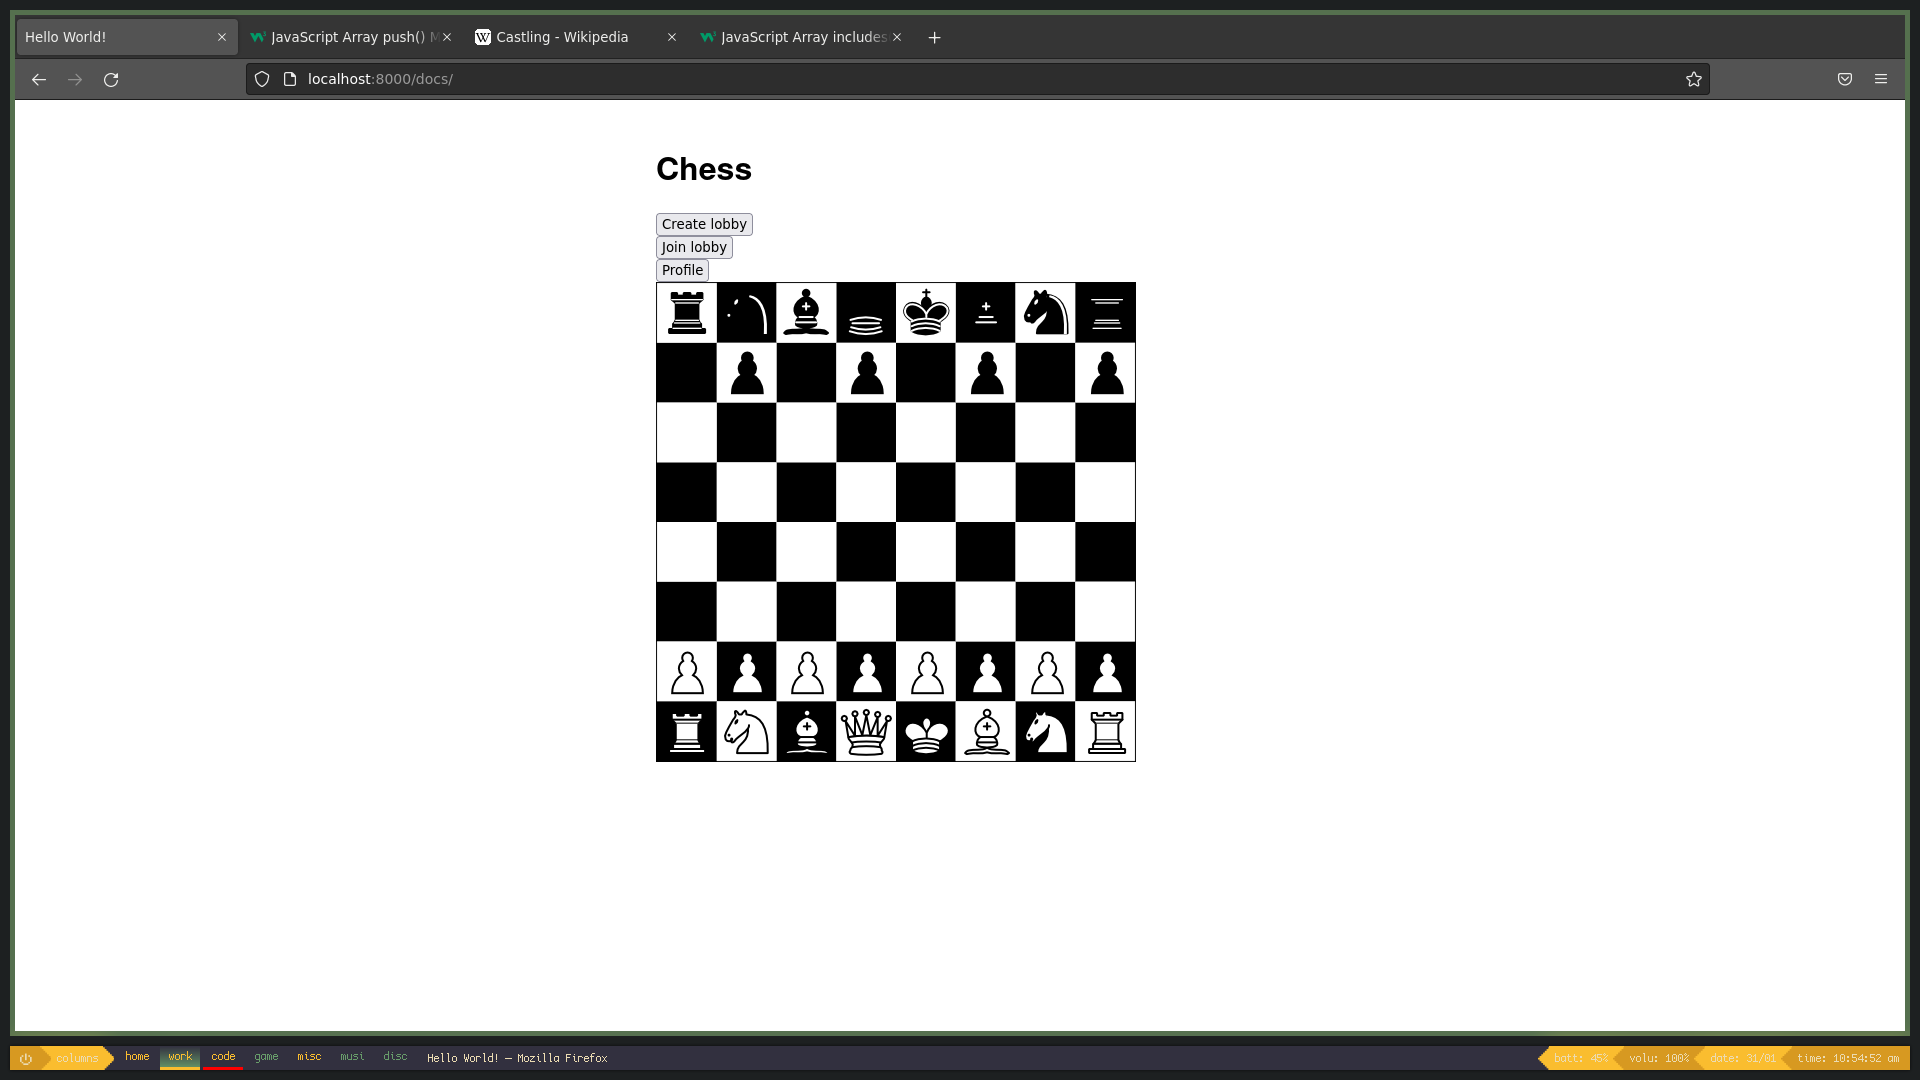 Hello World!
JavaScript Array push() M
Castling - Wikipedia
JavaScript Array includes
localhost:8000/docs/
Chess
Create lobby
Join lobby
Profile
columns
home
work
code
game
misc
musi
disc
Hello World! — Mozilla Firefox
batt: 45%
volu: 100%
date: 31/01
time: 10:54:52 am